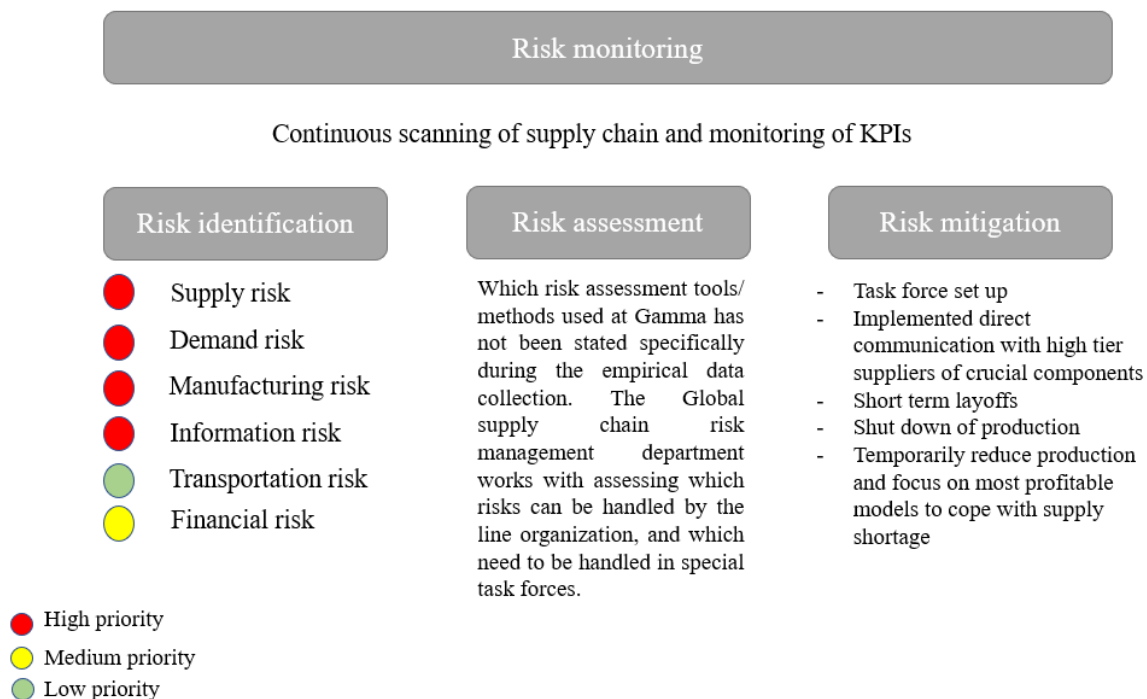 Risk monitoring
Continuous scanning of supply chain and monitoring of KPIs
Risk identification
Supply risk
Demand risk
Manufacturing risk
Information risk
Transportation risk
Financial risk
Risk assessment
Which risk assessment tools/
methods used at Gamma has
not been stated specifically
during the empirical data
collection. The Global
supply chain risk
management department
works with assessing which
risks can be handled by the
line organization, and which
need to be handled in special
task forces.
Risk mitigation
- Task force set up
- Implemented direct
communication with high tier
suppliers of crucial components
- Short term layoffs
- Shut down of production
- Temporarily reduce production
and focus on most profitable
models to cope with supply
shortage
High priority
Medium priority
Low priority